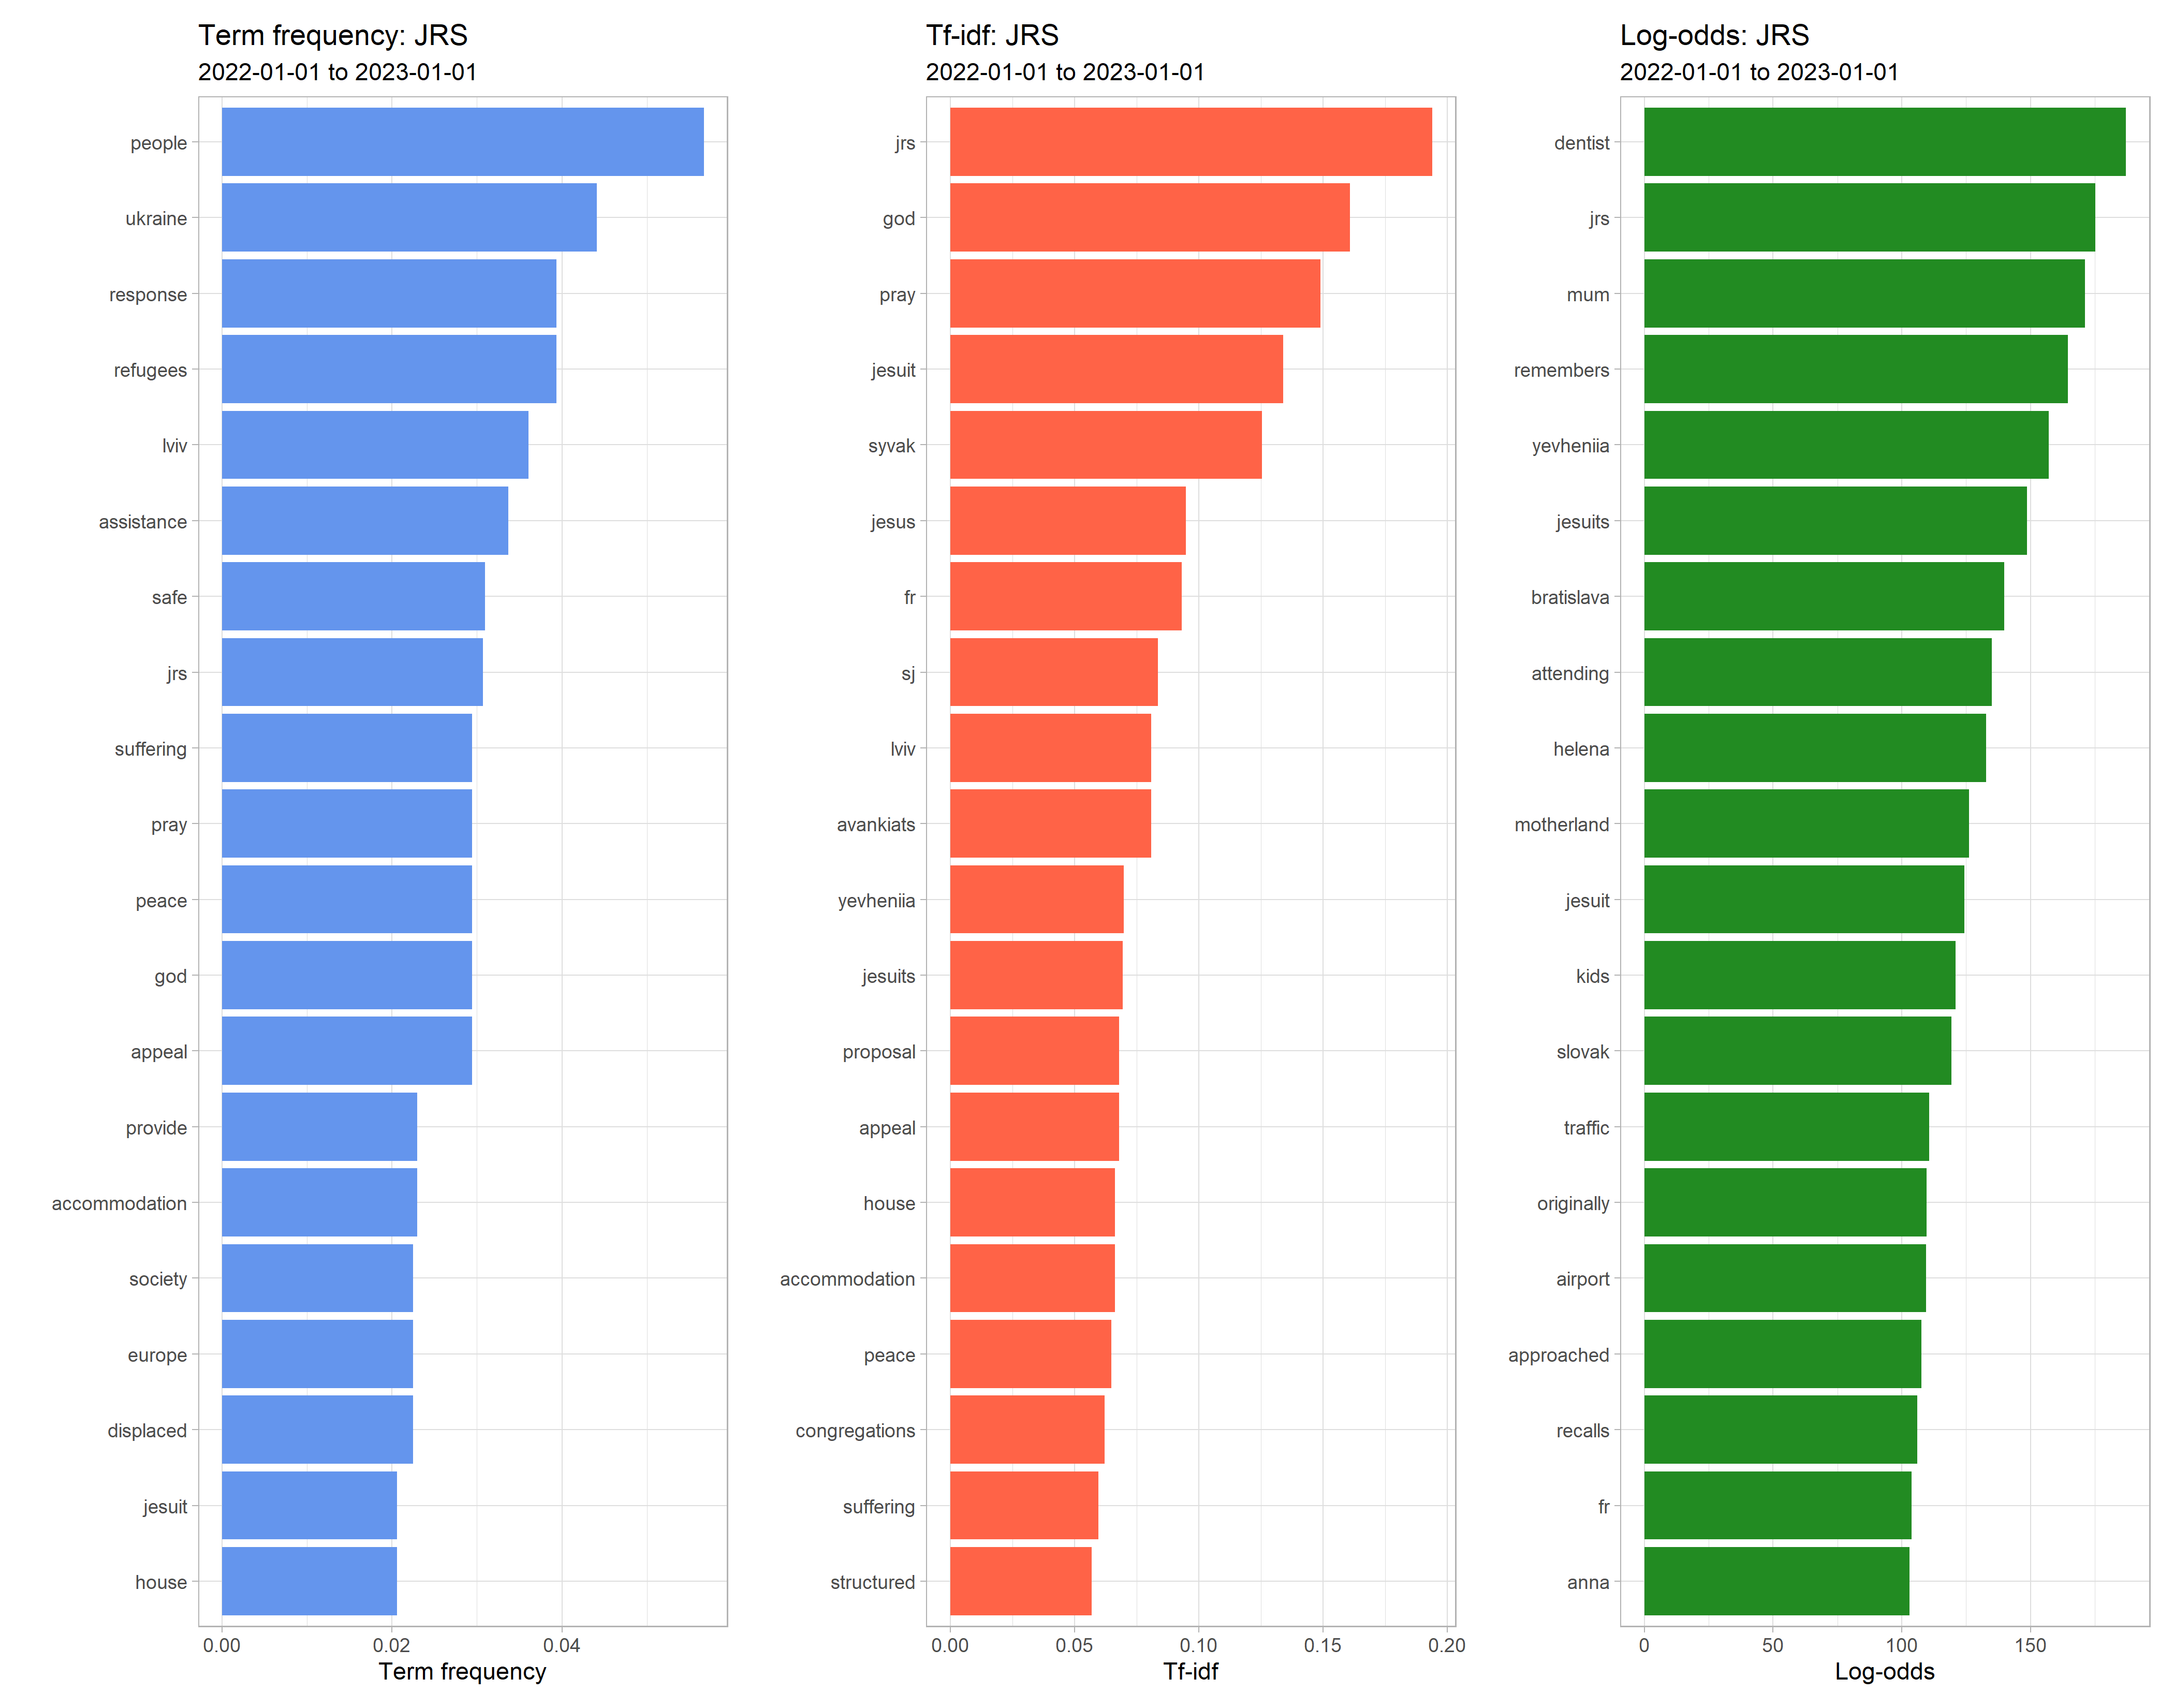 Term frequency: JRS
2022-01-01 to 2023-01-01
people
ukraine
response
refugees
lviv
assistance
safe
jrs
suffering
pray
peace
god
appeal
provide
accommodation
society
europe
displaced
jesuit
house
0.00 0.02 0.04
Term frequency
Tf-idf: JRS
2022-01-01 to 2023-01-01
jrs
god
pray
jesuit
syvak
jesus
fr
sj
lviv
avankiats
yevheniia
jesuits
proposal
appeal
house
accommodation
peace
congregations
suffering
structured
0.00 0.05 0.10 0.15 0.20
Tf-idf
Log-odds: JRS
2022-01-01 to 2023-01-01
dentist
jrs
mum
remembers
yevheniia
jesuits
bratislava
attending
helena
motherland
jesuit
kids
slovak
traffic
originally
airport
approached
recalls
fr
anna
0 50 100 150
Log-odds